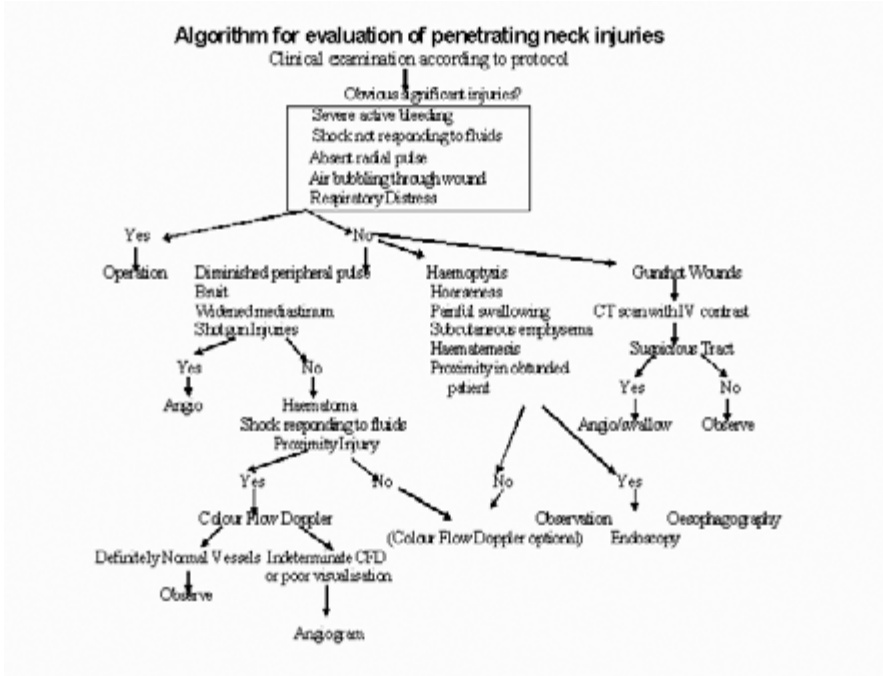 Algorithm for evaluation of penetrating neck injuries
Clinical examination according to protocol
Obvious significant injuries?
Severe active bleeding
Shock not responding to fluids
Absent radial pulse
Air bubbling through wound
Respiratory Distress
Yes
No
Operation
Diminished peripheral pulse
Bruit
Widened mediastinum
Shotgun Injuries
Haemoptysis
Hoarseness
Painful swallowing
Subcutaneous emphysema
Haematemesis
Proximity in obtunded
patient
Gunshot Wounds
CT scan with IV contrast
Suspicious Tract
Yes
No
Yes
No
Angio
Haematoma
Shock responding to fluids
Proximity Injury
Angio/swallow
Observe
Yes
No
No
Yes
Colour Flow Doppler
Observation
Oesophagography
(Colour Flow Doppler optional)
Endoscopy
Definitely Normal Vessels
Indeterminate CFD
or poor visualisation
Observe
Angiogram